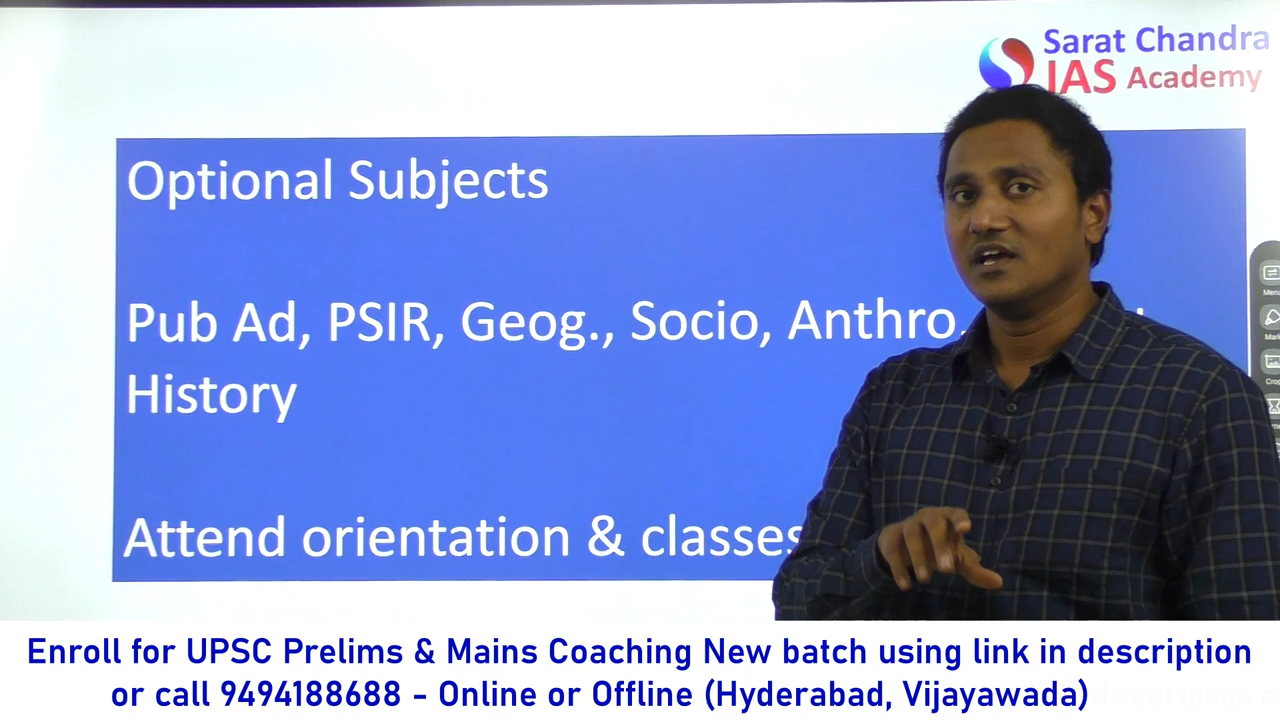 Sarat Chandra
IAS Academy
Optional Subjects
Pub Ad, PSIR, Geog., Socio, Anthro,
History
Attend orientation & classes
Enroll for UPSC Prelims & Mains Coaching New batch using link in description
or call 9494188688 - Online or Offline (Hyderabad, Vijayawada)